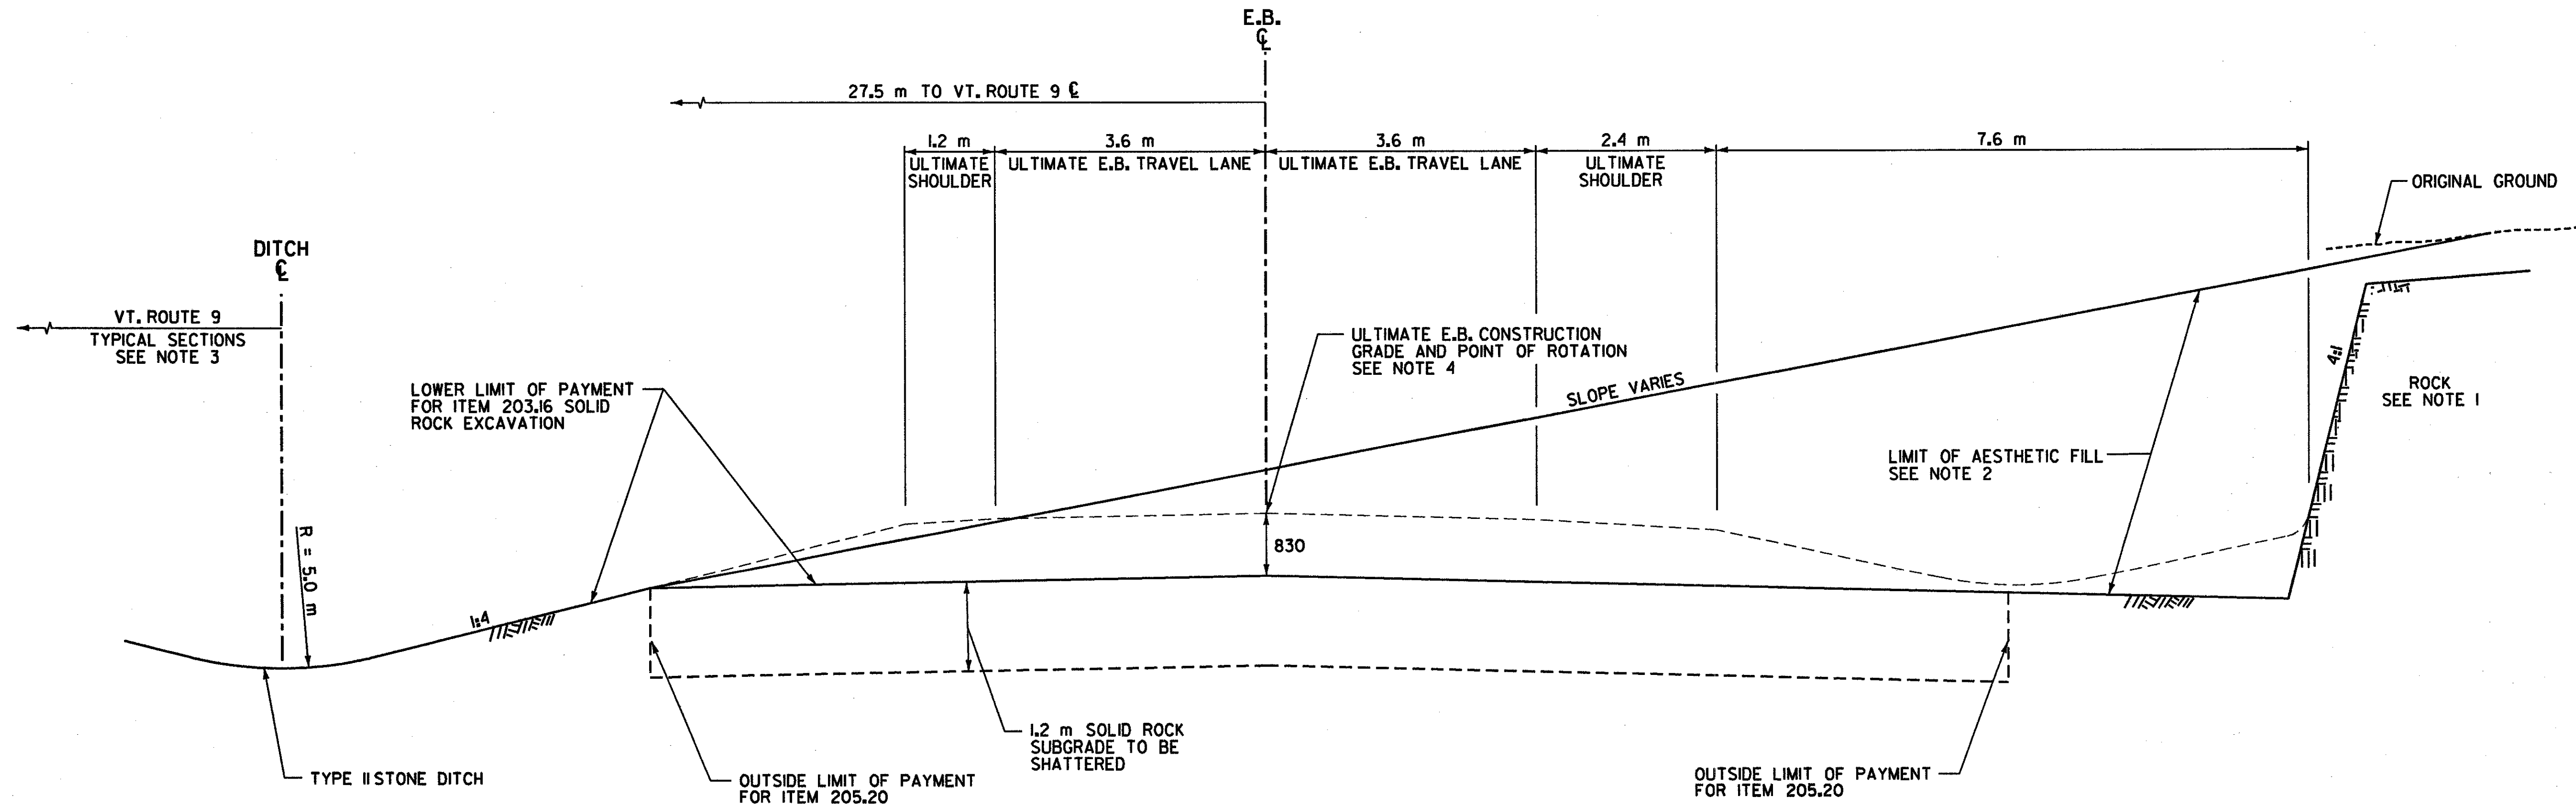 E.B.
℄
27.5 m TO VT. ROUTE 9 ℄
1.2 m
3.6 m
3.6 m
2.4 m
7.6 m
ULTIMATE
SHOULDER
ULTIMATE E.B. TRAVEL LANE
ULTIMATE E.B. TRAVEL LANE
ULTIMATE
SHOULDER
ORIGINAL GROUND
DITCH
℄
VT. ROUTE 9
TYPICAL SECTIONS
SEE NOTE 3
ULTIMATE E.B. CONSTRUCTION
GRADE AND POINT OF ROTATION
SEE NOTE 4
4:1
ROCK
SEE NOTE 1
LOWER LIMIT OF PAYMENT
FOR ITEM 203.16 SOLID
ROCK EXCAVATION
SLOPE VARIES
LIMIT OF AESTHETIC FILL
SEE NOTE 2
R = 5.0 m
830
1:4
1.2 m SOLID ROCK
SUBGRADE TO BE
SHATTERED
TYPE II STONE DITCH
OUTSIDE LIMIT OF PAYMENT
FOR ITEM 205.20
OUTSIDE LIMIT OF PAYMENT
FOR ITEM 205.20